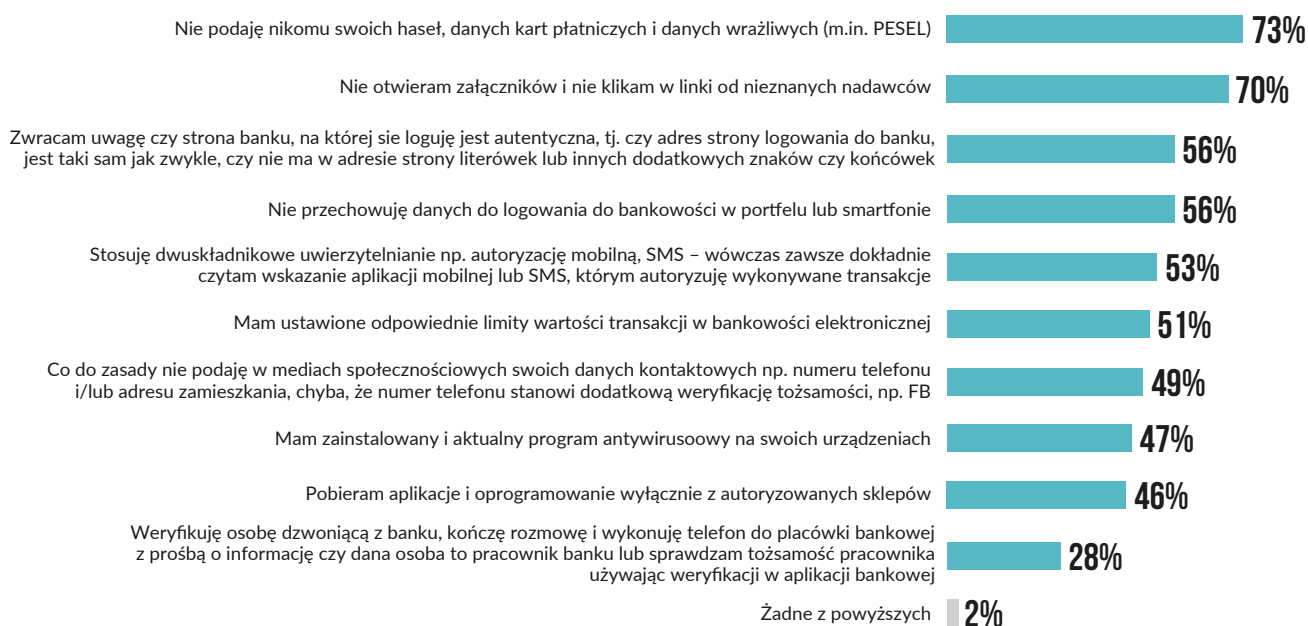 Nie podaję nikomu swoich haseł, danych kart płatniczych i danych wrażliwych (m.in. PESEL)
73%
Nie otwieram załączników i nie klikam w linki od nieznanych nadawców
70%
Zwracam uwagę czy strona banku, na której sie loguję jest autentyczna, tj. czy adres strony logowania do banku,
jest taki sam jak zwykle, czy nie ma w adresie strony literówek lub innych dodatkowych znaków czy końcówek
56%
Nie przechowuję danych do logowania do bankowości w portfelu lub smartfonie
56%
Stosuję dwuskładnikowe uwierzytelnianie np. autoryzację mobilną, SMS – wówczas zawsze dokładnie
czytam wskazanie aplikacji mobilnej lub SMS, którym autoryzuję wykonywane transakcje
53%
Mam ustawione odpowiednie limity wartości transakcji w bankowości elektronicznej
51%
Co do zasady nie podaję w mediach społecznościowych swoich danych kontaktowych np. numeru telefonu
i/lub adresu zamieszkania, chyba, że numer telefonu stanowi dodatkową weryfikację tożsamości, np. FB
49%
Mam zainstalowany i aktualny program antywirusoowy na swoich urządzeniach
47%
Pobieram aplikacje i oprogramowanie wyłącznie z autoryzowanych sklepów
46%
Weryfikuję osobę dzwoniącą z banku, kończę rozmowę i wykonuję telefon do placówki bankowej
z prośbą o informację czy dana osoba to pracownik banku lub sprawdzam tożsamość pracownika
używając weryfikacji w aplikacji bankowej
28%
Żadne z powyższych
2%